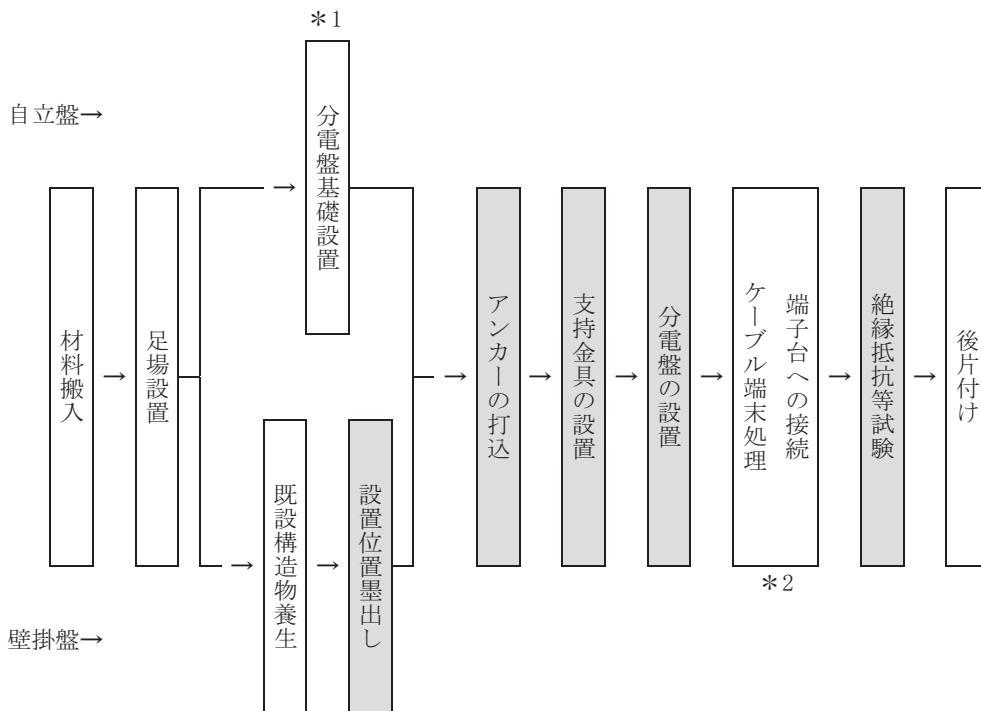 ＊1
自立盤→
分電盤基礎設置
材料搬入
→
足場設置
→
→
既設構造物養生
→
設置位置墨出し
→
アンカーの打込
→
支持金具の設置
→
分電盤の設置
→
端子台への接続
ケーブル端末処理
＊2
→
絶縁抵抗等試験
→
後片付け
壁掛盤→